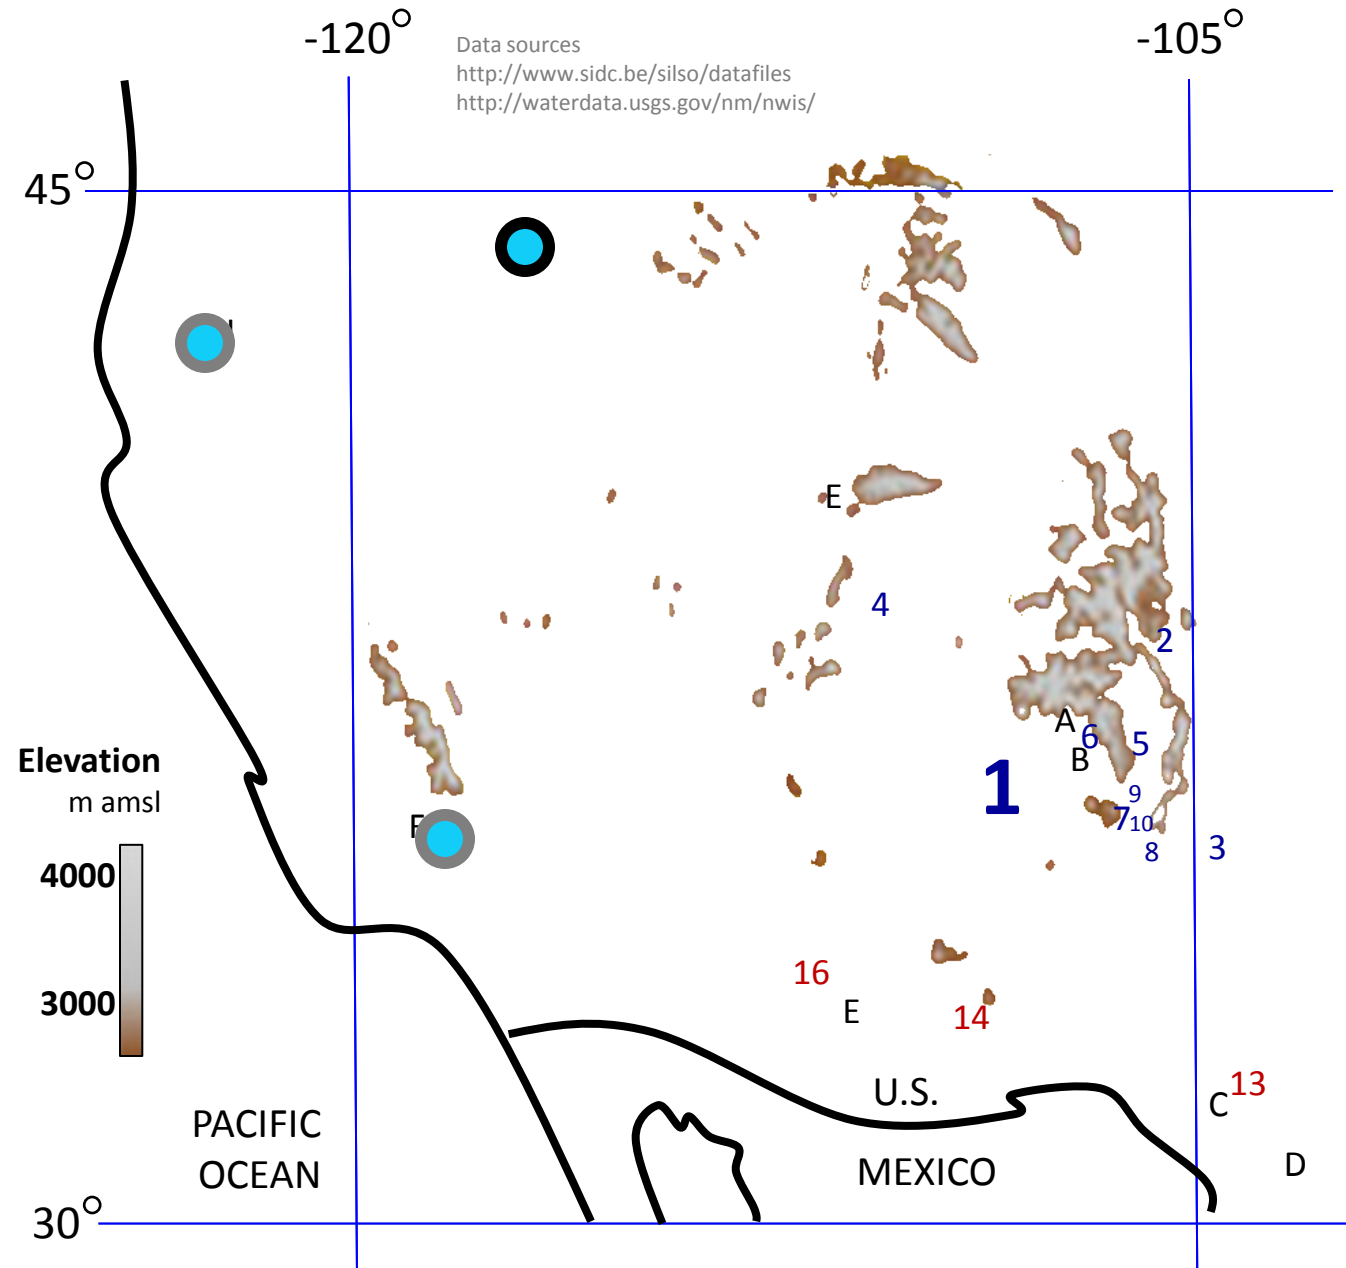 -120°
-105°
Data sources
http://www.sidc.be/silso/datafiles
http://waterdata.usgs.gov/nm/nwis/
45°
E
4
2
A
6
5
B
1
9
7
10
8
3
F
Elevation
m amsl
4000
3000
16
E
14
13
C
U.S.
D
PACIFIC
OCEAN
MEXICO
30°